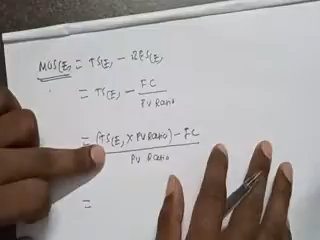 MOS(₹) = TS(₹) - BES(₹)
= TS(₹) - FC / PV Ratio
= (TS(₹) × PV Ratio) - FC / PV Ratio
=